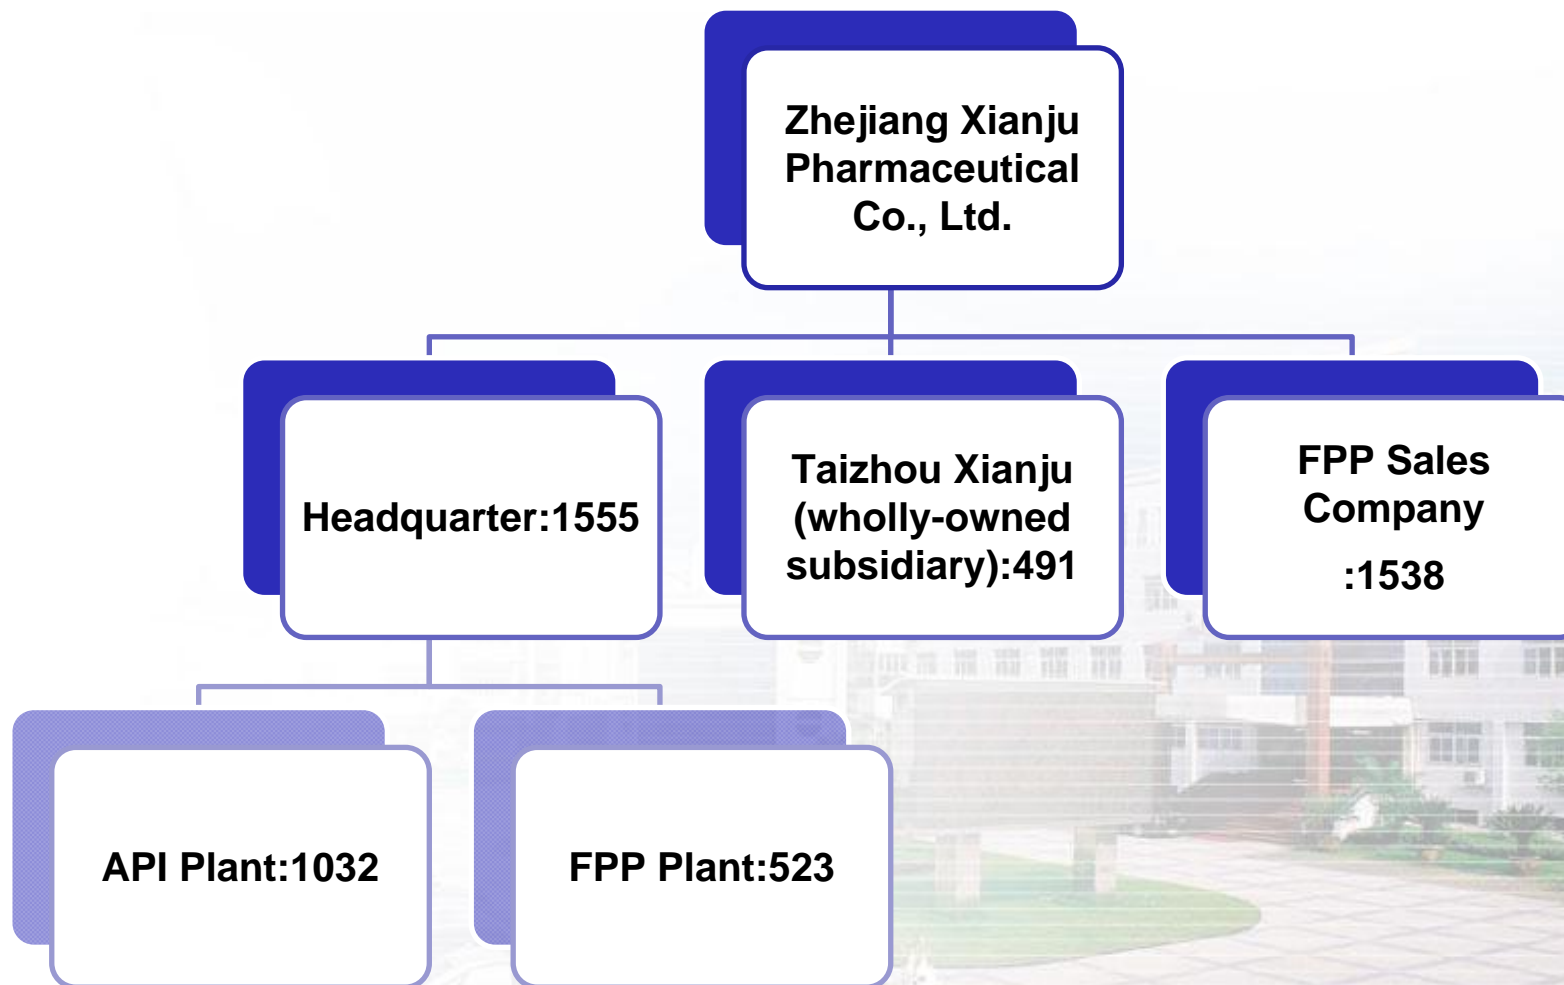 Zhejiang Xianju
Pharmaceutical
Co., Ltd.
Headquarter:1555
Taizhou Xianju
(wholly-owned
subsidiary):491
FPP Sales
Company
:1538
API Plant:1032
FPP Plant:523